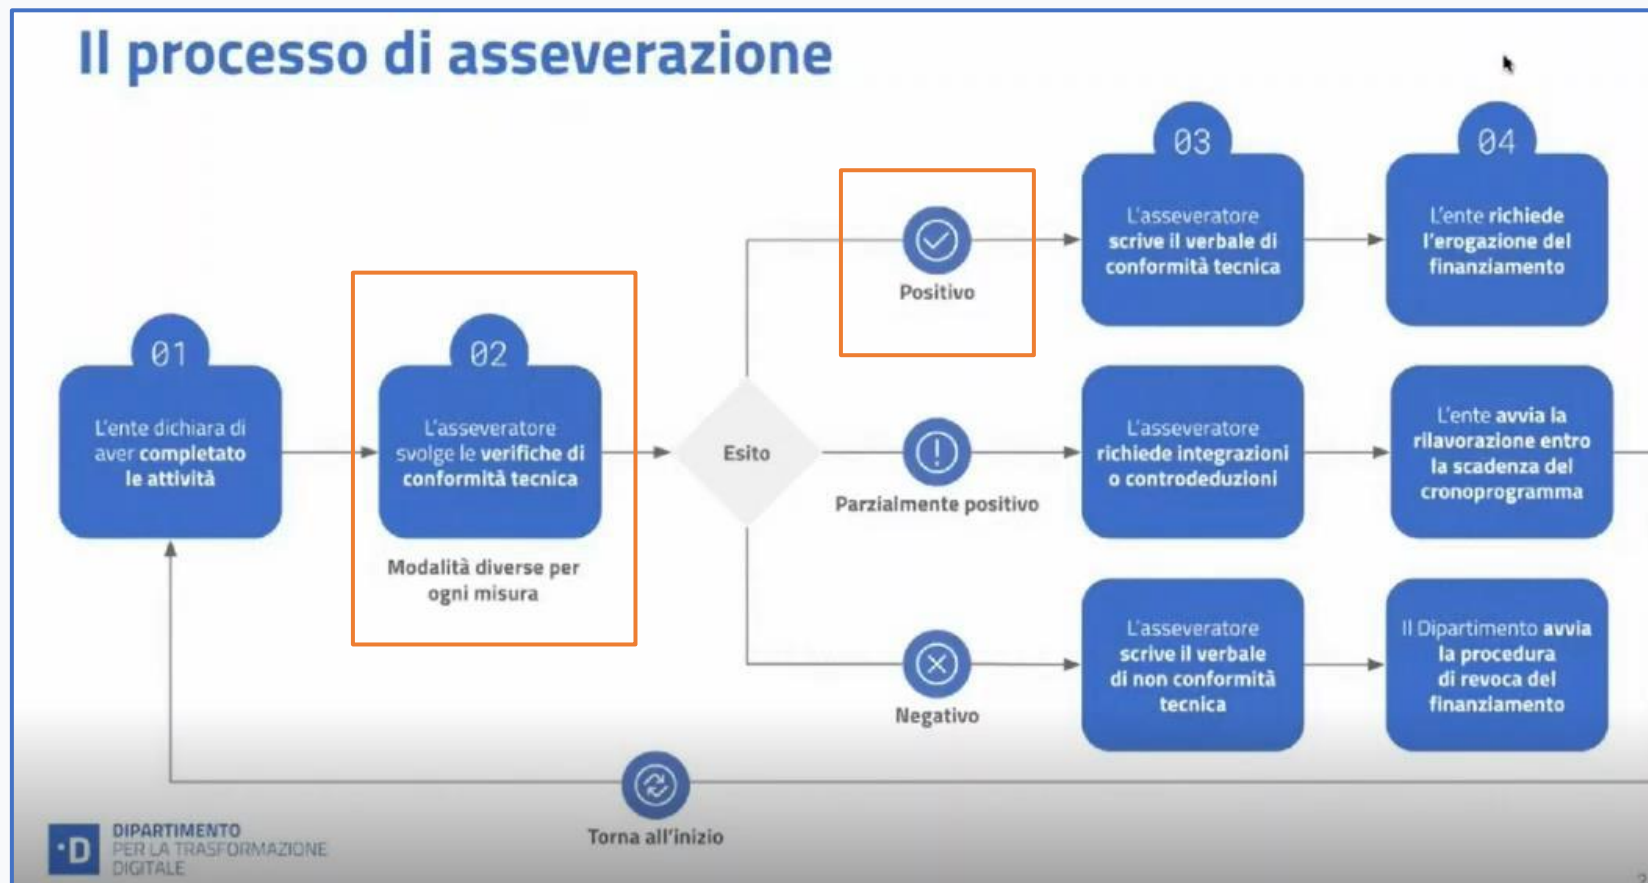 Il processo di asseverazione
01
L'ente dichiara di
aver completato
le attività
02
L'asseveratore
svolge le verifiche di
conformità tecnica
Modalità diverse per
ogni misura
Esito
Positivo
03
L'asseveratore
scrive il verbale di
conformità tecnica
04
L'ente richiede
l'erogazione del
finanziamento
Parzialmente positivo
L'asseveratore
richiede integrazioni
o controdeduzioni
L'ente avvia la
rilavorazione entro
la scadenza del
cronoprogramma
Negativo
L'asseveratore
scrive il verbale
di non conformità
tecnica
Il Dipartimento avvia
la procedura
di revoca del
finanziamento
Torna all'inizio
·D
DIPARTIMENTO
PER LA TRASFORMAZIONE
DIGITALE